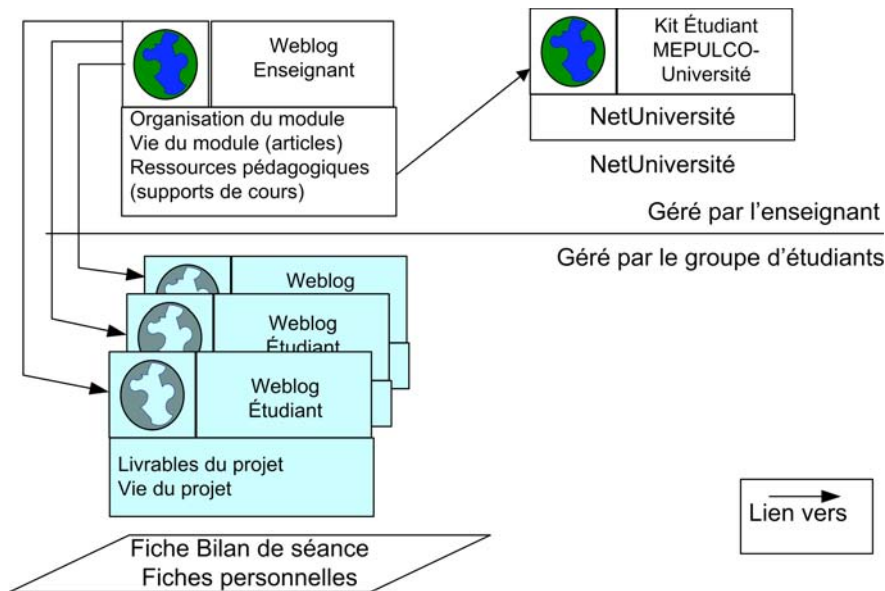 Weblog
Enseignant
Organisation du module
Vie du module (articles)
Ressources pédagogiques
(supports de cours)
Kit Étudiant
MEPULCO-
Université
NetUniversité
NetUniversité
Géré par l'enseignant
Géré par le groupe d'étudiants
Weblog
Weblog
Étudiant
Weblog
Étudiant
Livrables du projet
Vie du projet
Fiche Bilan de séance
Fiches personnelles
Lien vers